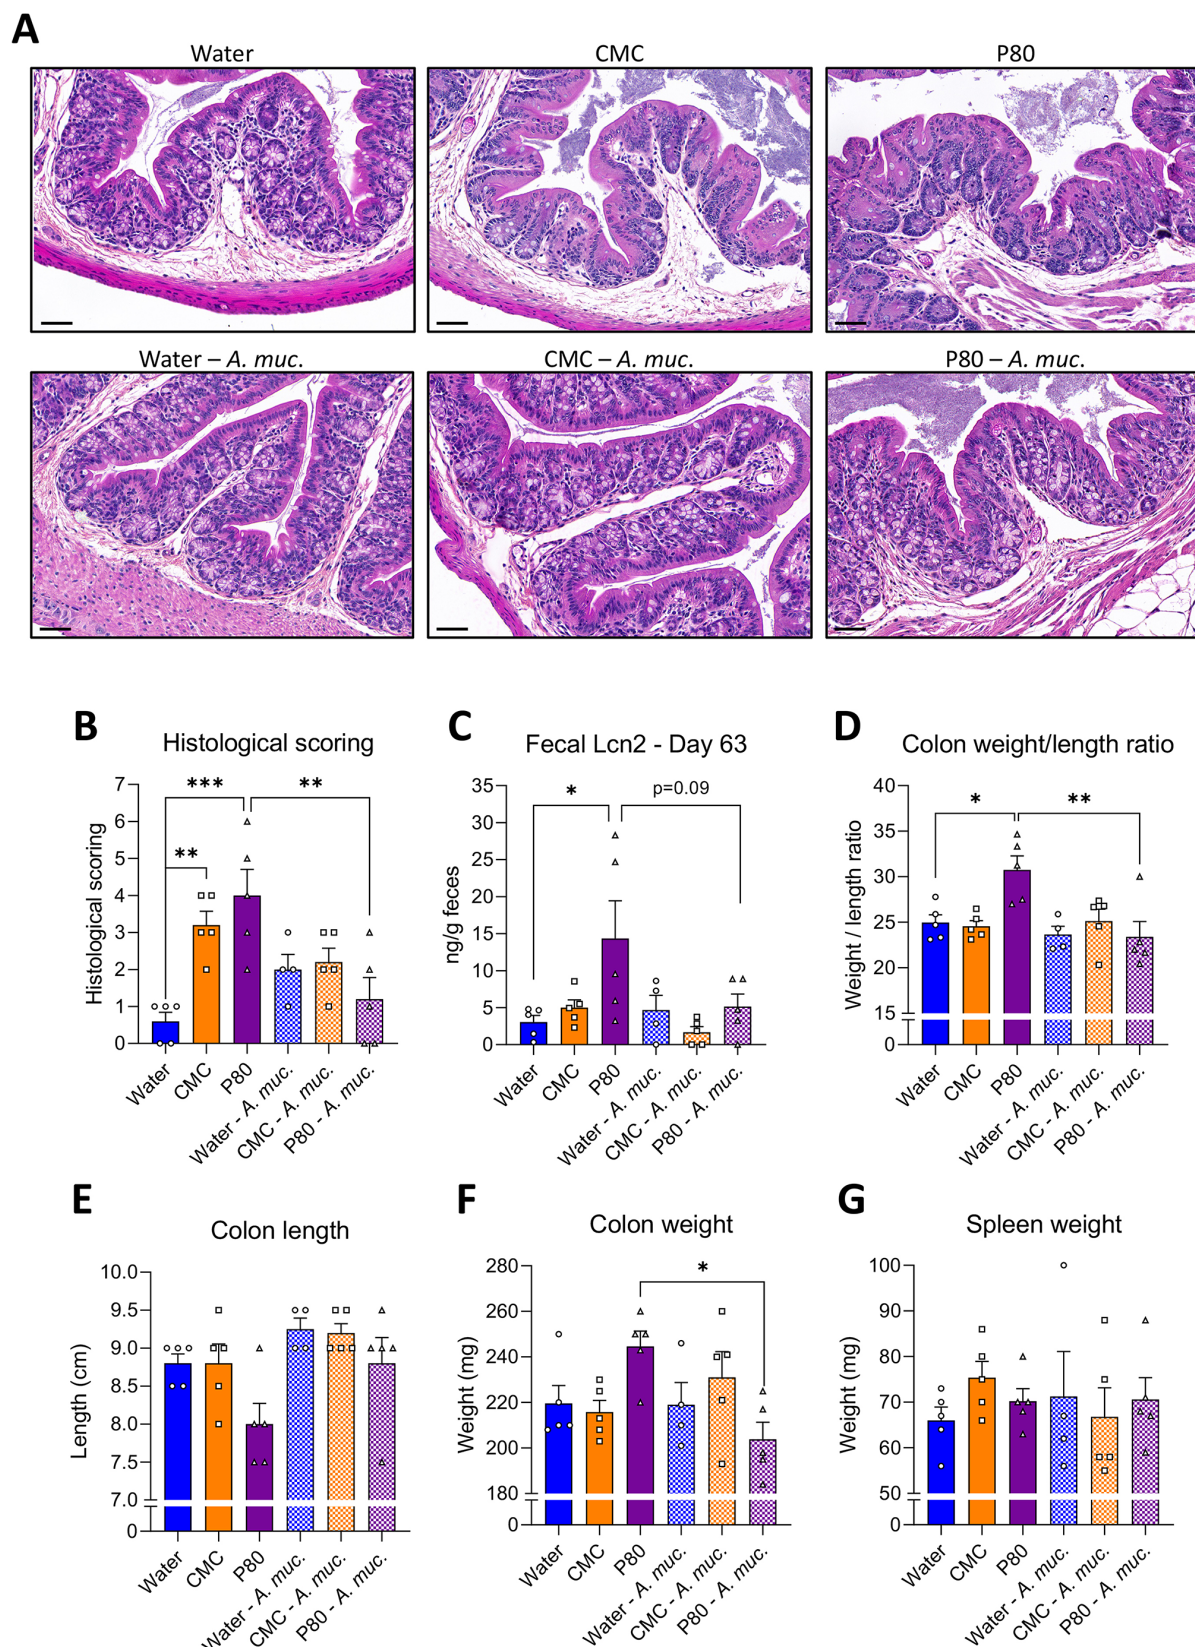 A
Water
CMC
P80
Water – A. muc.
CMC – A. muc.
P80 – A. muc.
B
Histological scoring
Histological scoring
7
6
5
4
3
2
1
0
***
**
**
Water
CMC
P80
Water - A. muc.
CMC - A. muc.
P80 - A. muc.
C
Fecal Lcn2 - Day 63
ng/g feces
35
30
25
20
15
10
5
0
*
p=0.09
Water
CMC
P80
Water - A. muc.
CMC - A. muc.
P80 - A. muc.
D
Colon weight/length ratio
Weight / length ratio
40
35
30
25
20
15
0
*
**
Water
CMC
P80
Water - A. muc.
CMC - A. muc.
P80 - A. muc.
E
Colon length
Length (cm)
10.0
9.5
9.0
8.5
8.0
7.5
7.0
0
Water
CMC
P80
Water - A. muc.
CMC - A. muc.
P80 - A. muc.
F
Colon weight
Weight (mg)
280
260
240
220
200
180
0
*
Water
CMC
P80
Water - A. muc.
CMC - A. muc.
P80 - A. muc.
G
Spleen weight
Weight (mg)
100
90
80
70
60
50
0
Water
CMC
P80
Water - A. muc.
CMC - A. muc.
P80 - A. muc.